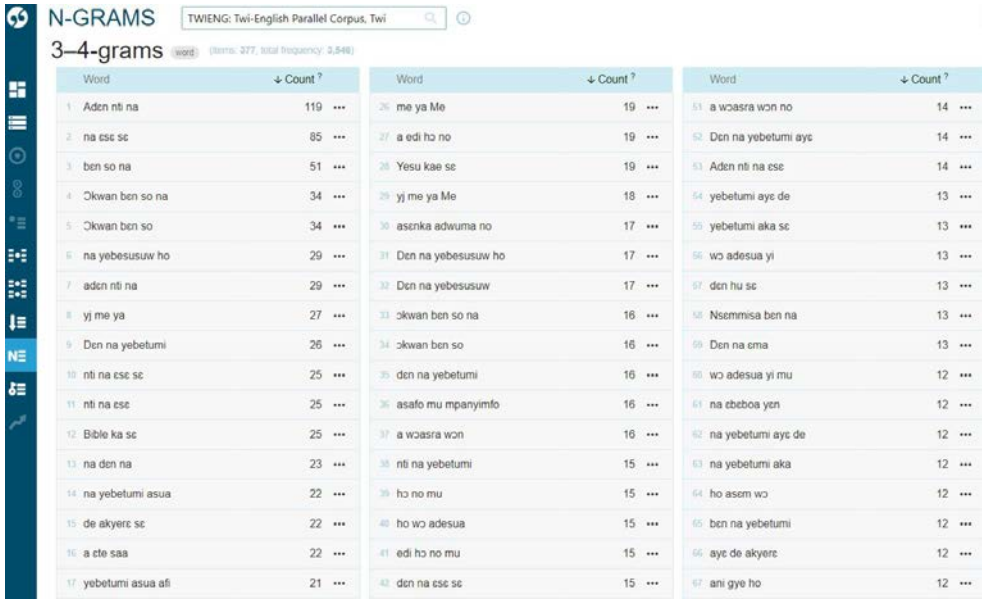 N-GRAMS
TWIENG: Twi-English Parallel Corpus, Twi
3–4-grams word (items: 377, total frequency: 3,546)
Word ↓ Count ?
1 Adɛn nti na 119 •••
2 na ɛsɛ sɛ 85 •••
3 bɛn so na 51 •••
4 Ɔkwan bɛn so na 34 •••
5 Ɔkwan bɛn so 34 •••
6 na yebesusuw ho 29 •••
7 adɛn nti na 29 •••
8 yj me ya 27 •••
9 Dɛn na yebetumi 26 •••
10 nti na ɛsɛ sɛ 25 •••
11 nti na ɛsɛ 25 •••
12 Bible ka sɛ 25 •••
13 na dɛn na 23 •••
14 na yebetumi asua 22 •••
15 de akyerɛ sɛ 22 •••
16 a ɛte saa 22 •••
17 yebetumi asua afi 21 •••
Word ↓ Count ?
26 me ya Me 19 •••
27 a edi hɔ no 19 •••
28 Yesu kae sɛ 19 •••
29 yj me ya Me 18 •••
30 asɛnka adwuma no 17 •••
31 Dɛn na yebesusuw ho 17 •••
32 Dɛn na yebesusuw 17 •••
33 ɔkwan bɛn so na 16 •••
34 ɔkwan bɛn so 16 •••
35 dɛn na yebetumi 16 •••
36 asafo mu mpanyimfo 16 •••
37 a wɔasra wɔn 16 •••
38 nti na yebetumi 15 •••
39 hɔ no mu 15 •••
40 ho wɔ adesua 15 •••
41 edi hɔ no mu 15 •••
42 dɛn na ɛsɛ sɛ 15 •••
Word ↓ Count ?
51 a wɔasra wɔn no 14 •••
52 Dɛn na yebetumi ayɛ 14 •••
53 Adɛn nti na ɛsɛ 14 •••
54 yebetumi ayɛ de 13 •••
55 yebetumi aka sɛ 13 •••
56 wɔ adesua yi 13 •••
57 dɛn hu sɛ 13 •••
58 Nsɛmmisa bɛn na 13 •••
59 Dɛn na ɛma 13 •••
60 wɔ adesua yi mu 12 •••
61 na ɛbɛboa yɛn 12 •••
62 na yebetumi ayɛ de 12 •••
63 na yebetumi aka 12 •••
64 ho asɛm wɔ 12 •••
65 bɛn na yebetumi 12 •••
66 ayɛ de akyerɛ 12 •••
67 ani gye ho 12 •••